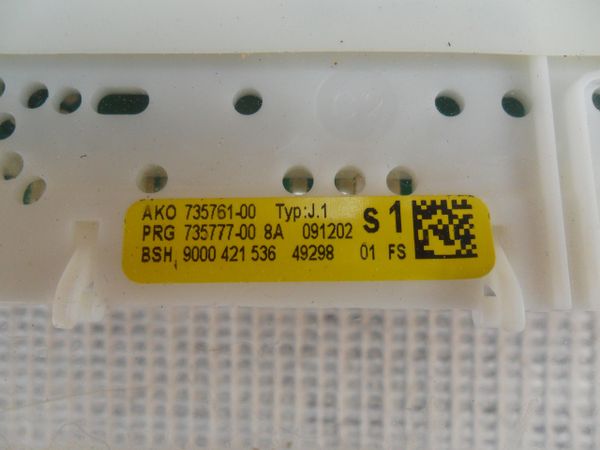 AKO 735761-00 Typ:J.1 S 1
PRG 735777-00 8A 091202
BSH 9000 421 536 49298 01 FS